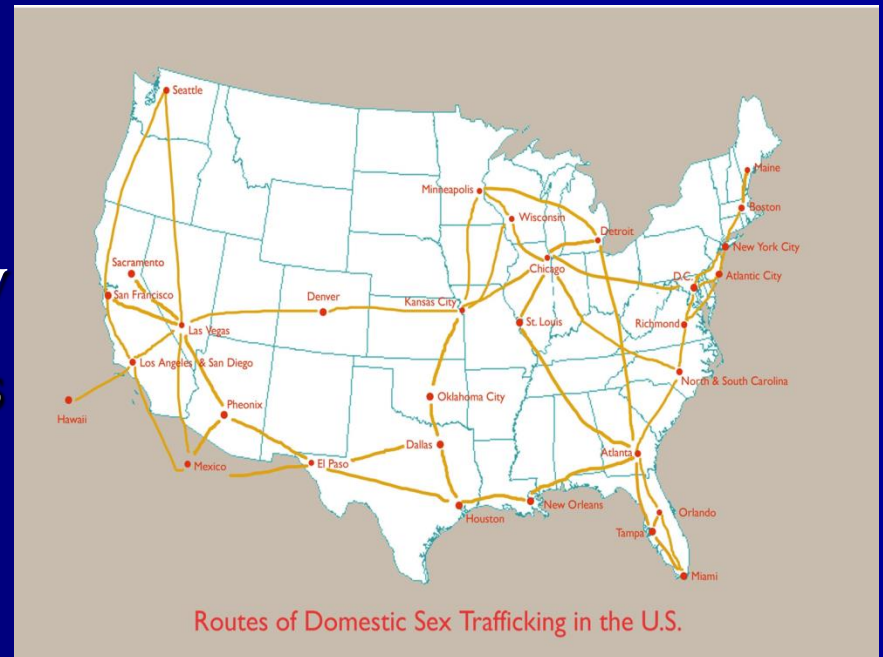 Seattle
Maine
Minneapolis
Boston
Wisconsin
Detroit
New York City
Sacramento
Chicago
D.C.
Atlantic City
San Francisco
Denver
Kansas City
Las Vegas
St. Louis
Richmond
Los Angeles & San Diego
North & South Carolina
Hawaii
Pheonix
Oklahoma City
Dallas
Atlanta
Mexico
El Paso
New Orleans
Houston
Orlando
Tampa
Miami
Routes of Domestic Sex Trafficking in the U.S.